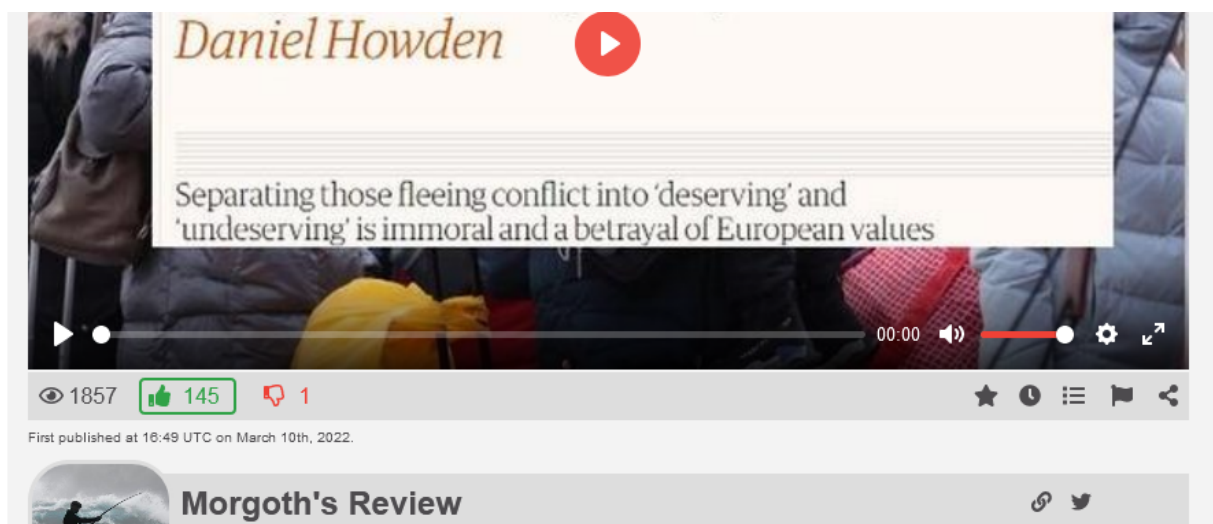 Daniel Howden
Separating those fleeing conflict into 'deserving' and
'undeserving' is immoral and a betrayal of European values
00:00
1857 145 1
First published at 16:49 UTC on March 10th, 2022.
Morgoth's Review